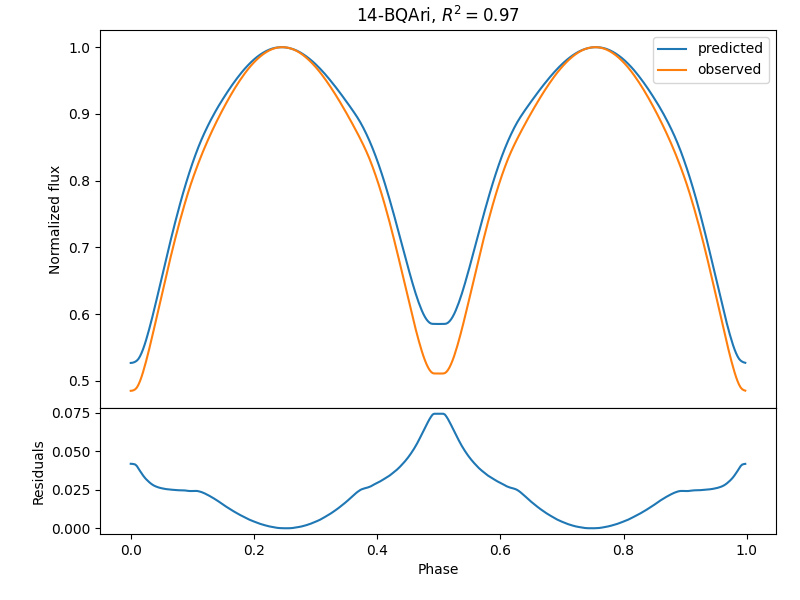 14-BQAri, $R^2 = 0.97$
predicted
observed
Normalized flux
1.0
0.9
0.8
0.7
0.6
0.5
Residuals
0.075
0.050
0.025
0.000
0.0 0.2 0.4 0.6 0.8 1.0
Phase